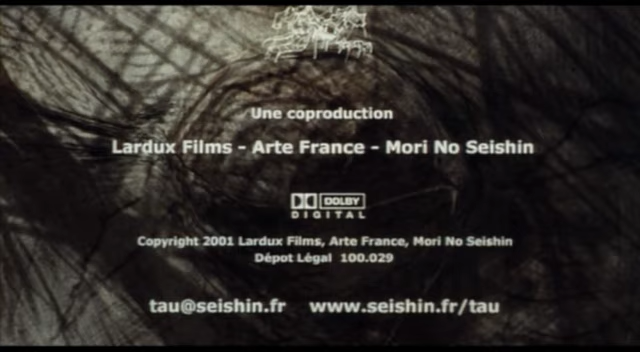 Une coproduction
Lardux Films - Arte France - Mori No Seishin
DOLBY
DIGITAL
Copyright 2001 Lardux Films, Arte France, Mori No Seishin
Dépot Légal 100.029
tau@seishin.fr www.seishin.fr/tau